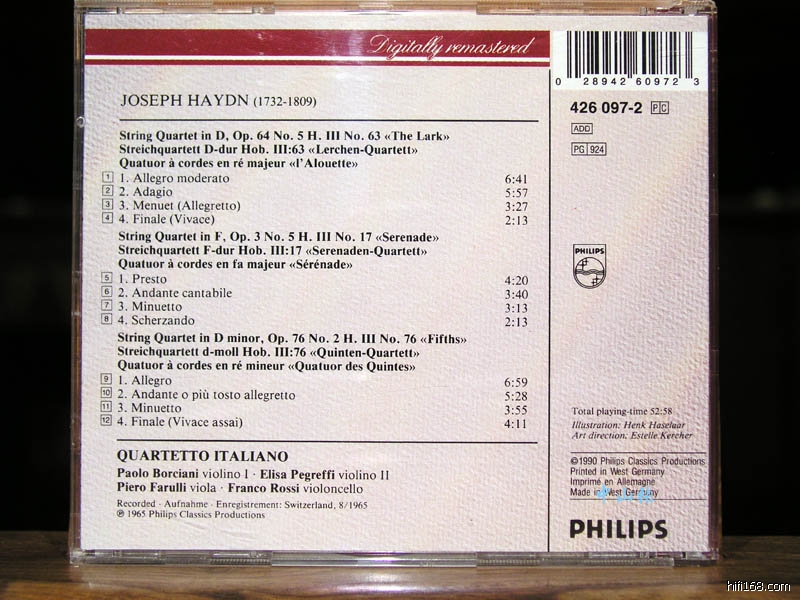 Digitally remastered
JOSEPH HAYDN (1732-1809)
String Quartet in D, Op. 64 No. 5 H. III No. 63 «The Lark»
Streichquartett D-dur Hob. III:63 «Lerchen-Quartett»
Quatuor à cordes en ré majeur «l'Alouette»
1 1. Allegro moderato 6:41
2 2. Adagio 5:57
3 3. Menuet (Allegretto) 3:27
4 4. Finale (Vivace) 2:13
String Quartet in F, Op. 3 No. 5 H. III No. 17 «Serenade»
Streichquartett F-dur Hob. III:17 «Serenaden-Quartett»
Quatuor à cordes en fa majeur «Sérénade»
5 1. Presto 4:20
6 2. Andante cantabile 3:40
7 3. Minuetto 3:13
8 4. Scherzando 2:13
String Quartet in D minor, Op. 76 No. 2 H. III No. 76 «Fifths»
Streichquartett d-moll Hob. III:76 «Quinten-Quartett»
Quatuor à cordes en ré mineur «Quatuor des Quintes»
9 1. Allegro 6:59
10 2. Andante o più tosto allegretto 5:28
11 3. Minuetto 3:55
12 4. Finale (Vivace assai) 4:11
QUARTETTO ITALIANO
Paolo Borciani violino I · Elisa Pegreffi violino II
Piero Farulli viola · Franco Rossi violoncello
Recorded · Aufnahme · Enregistrement: Switzerland, 8/1965
℗ 1965 Philips Classics Productions
0 28942 60972 3
426 097-2 PC
ADD
PG 924
PHILIPS
Total playing-time 52:58
Illustration: Henk Haselaar
Art direction: Estelle Kercher
©1990 Philips Classics Productions
Printed in West Germany
Imprimé en Allemagne
Made in West Germany
PHILIPS
hifi168.com